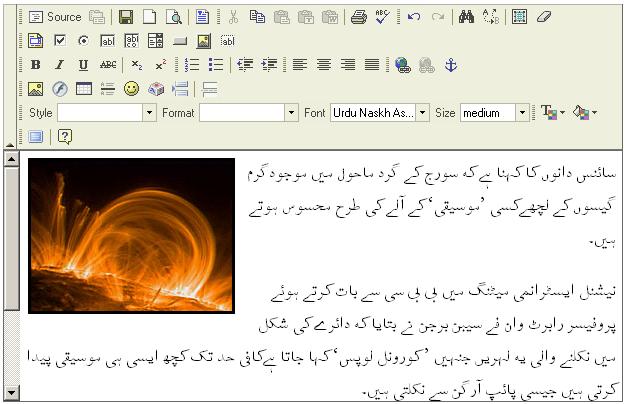 Source
B I U ABC x₂ x²
Style Format Font Urdu Naskh As... Size medium
سائنس دانوں کا کہنا ہے کہ سورج کے گرد ماحول میں موجود گرم
گیسوں کے لچھے کسی ’موسیقی‘ کے آلے کی طرح محسوس ہوتے
ہیں۔
نیشنل ایسٹرانمی میٹنگ میں بی بی سی سے بات کرتے ہوئے
پروفیسر رابرٹ وان فے سیبن برجن نے بتایا کہ دائرے کی شکل
میں نکلنے والی یہ لہریں جنہیں ’کورونل لوپس‘ کہا جاتا ہے کافی حد تک کچھ ایسی ہی موسیقی پیدا
کرتی ہیں جیسی پائپ آرگن سے نکلتی ہیں۔